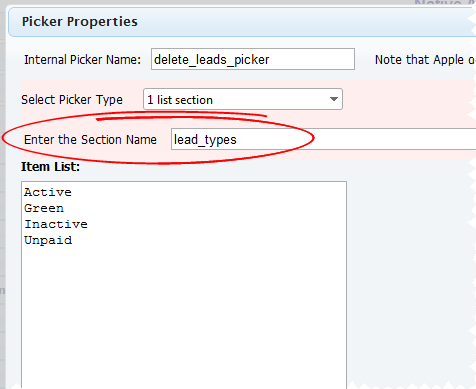 Picker Properties
Internal Picker Name: delete_leads_picker Note that Apple
Select Picker Type 1 list section
Enter the Section Name lead_types
Item List:
Active
Green
Inactive
Unpaid